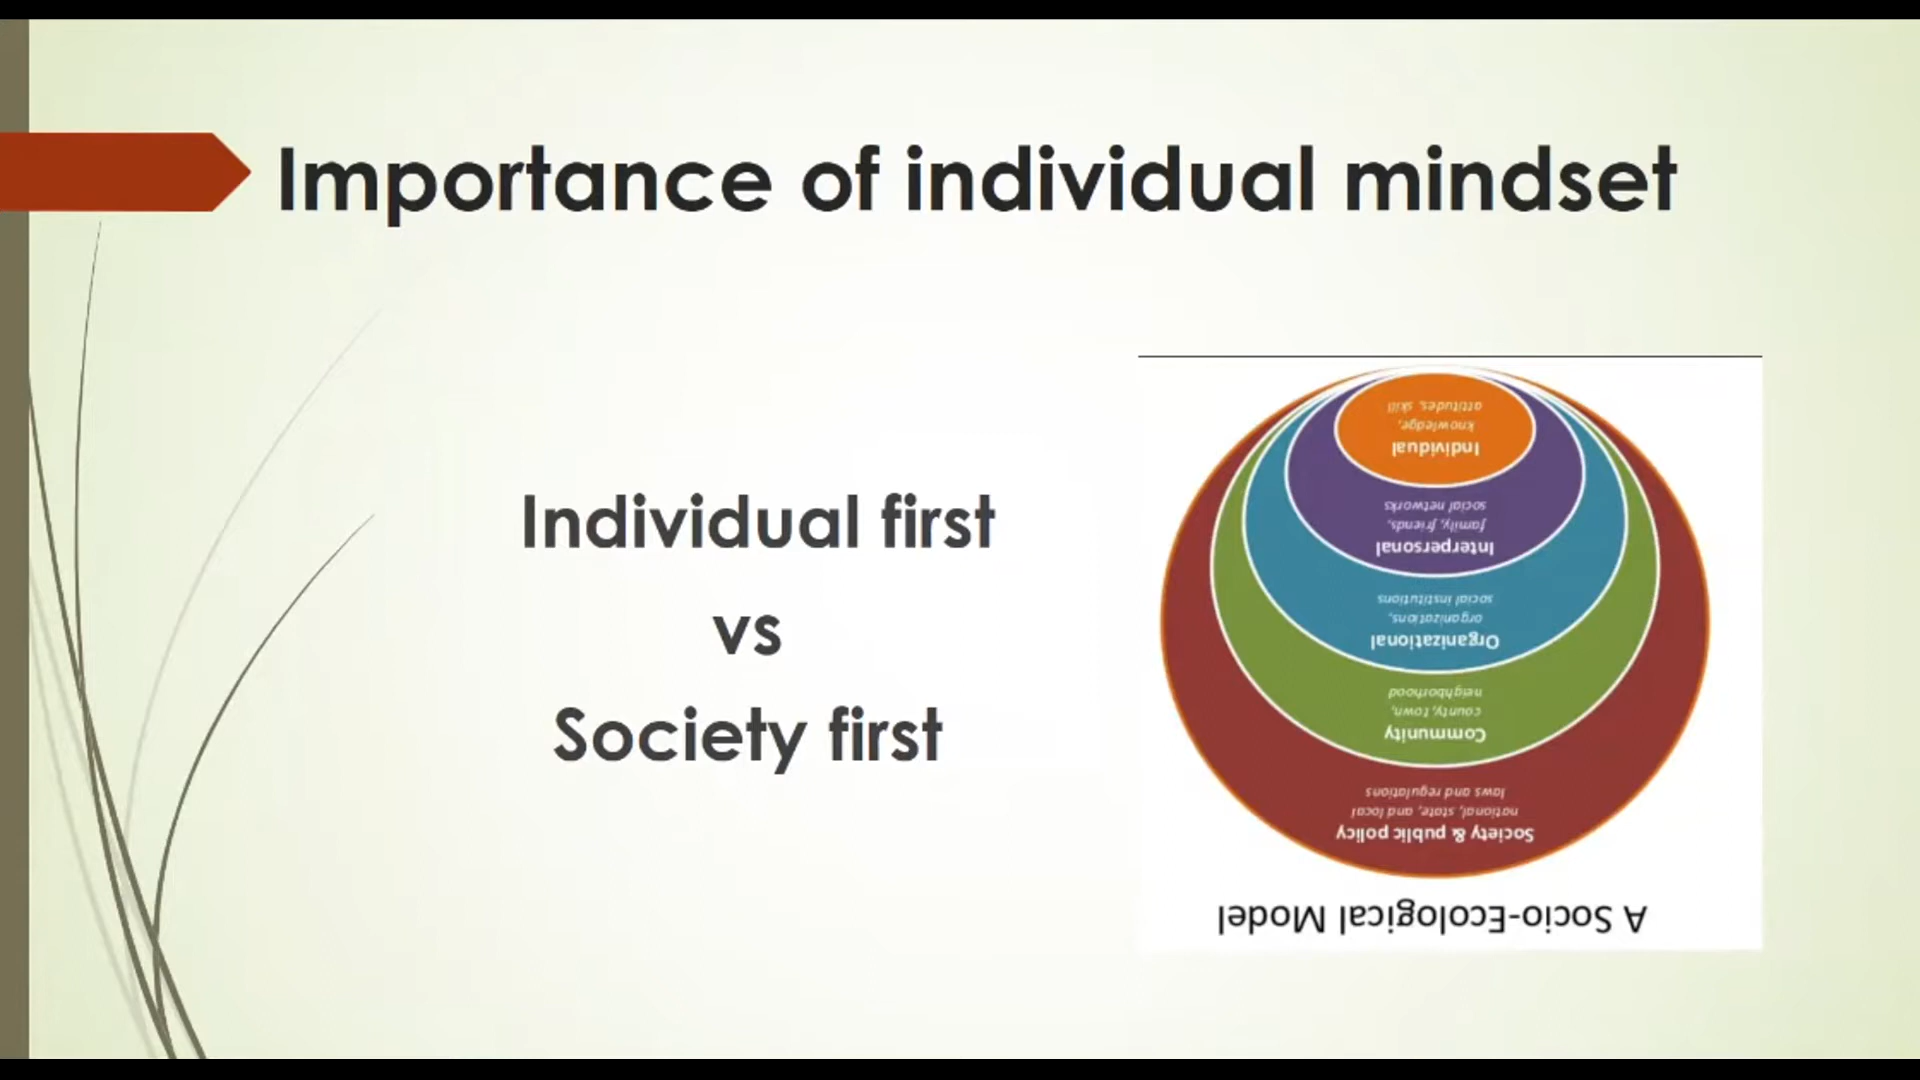 Importance of individual mindset
Individual first
vs
Society first
A Socio-Ecological Model
Society & public policy
national, state, and local
laws and regulations
Community
county, town,
neighborhood
Organizational
organizations,
social institutions
Interpersonal
family, friends,
social networks
Individual
knowledge,
attitudes, skill